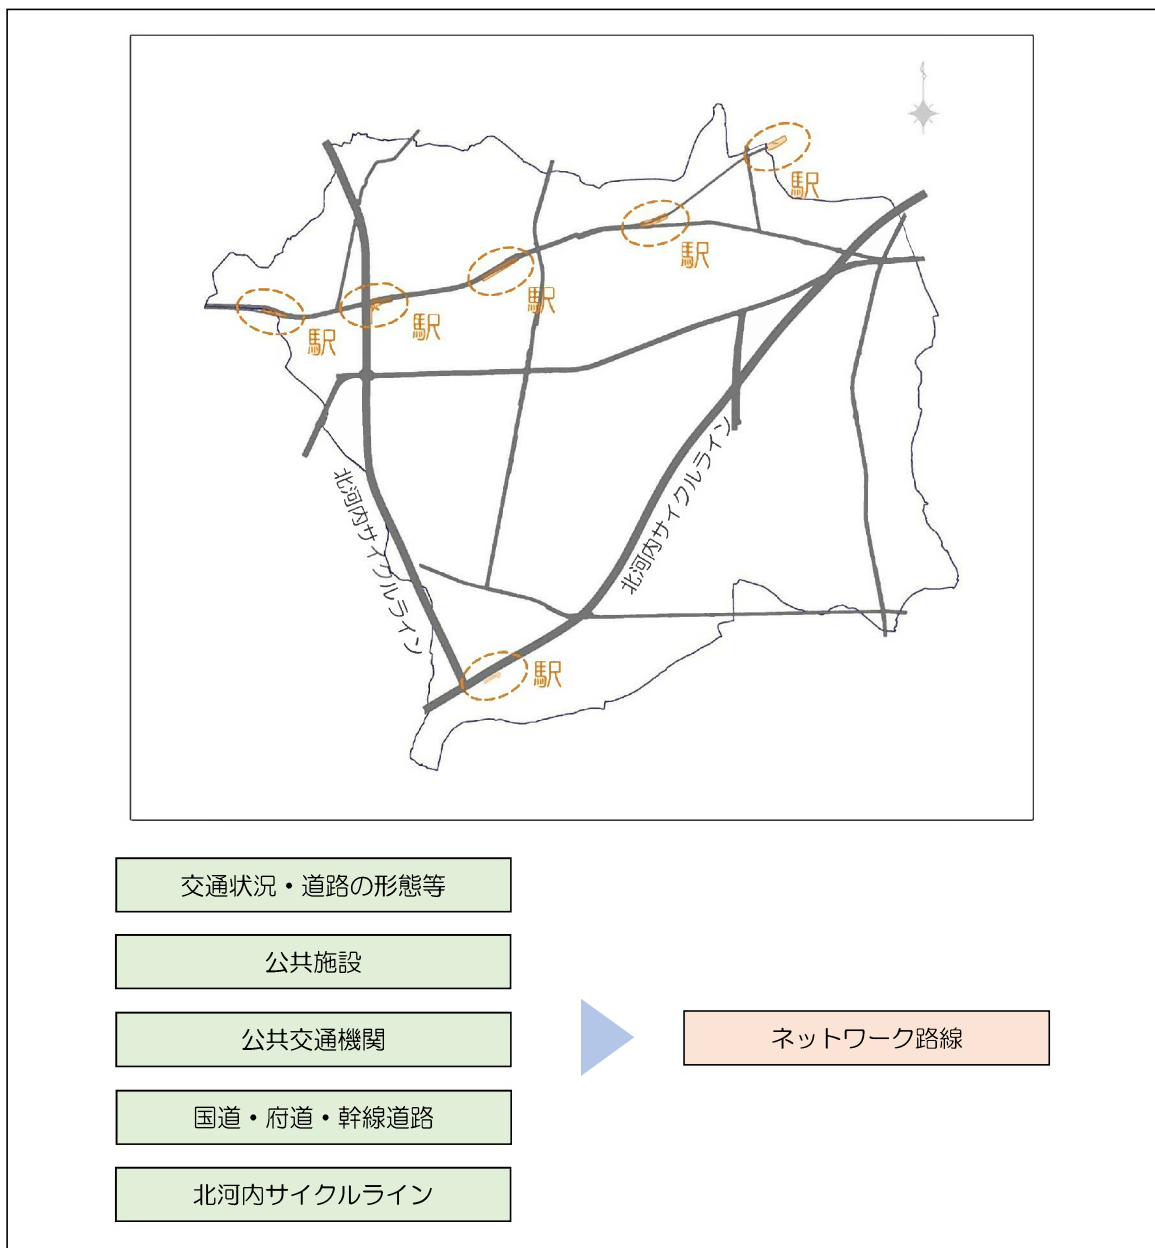 駅
駅
駅
駅
駅
北河内サイクルライン
北河内サイクルライン
駅
交通状況・道路の形態等
公共施設
公共交通機関
国道・府道・幹線道路
北河内サイクルライン
ネットワーク路線